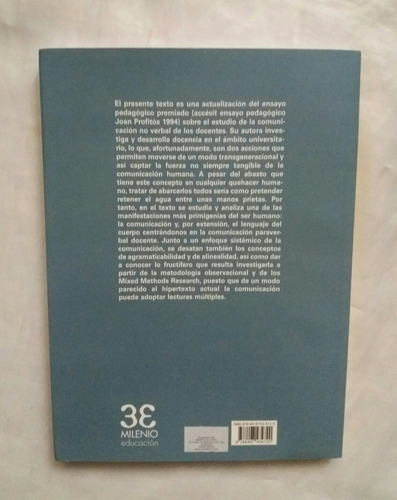 El presente texto es una actualización del ensayo
pedagógico premiado (accésit ensayo pedagógico
Joan Profitós 1994) sobre el estudio de la comuni-
cación no verbal de los docentes. Su autora inves-
tiga y desarrolla docencia en el ámbito universita-
rio, lo que, afortunadamente, son dos acciones que
permiten moverse de un modo transgeneracional y
así captar la fuerza no siempre tangible de la
comunicación humana. A pesar del abasto que
tiene este concepto en cualquier quehacer huma-
no, tratar de abarcarlos todos sería como pretender
retener el agua entre unas manos prietas. Por
tanto, en el texto se estudia y analiza una de las
manifestaciones más primigenias del ser humano:
la comunicación y, por extensión, el lenguaje del
cuerpo centrándonos en la comunicación paraver-
bal docente. Junto a un enfoque sistémico de la
comunicación, se desatan también los conceptos
de agramaticabilidad y de alinealidad, así como dar
a conocer lo fructífero que resulta investigarla a
partir de la metodología observacional y de los
Mixed Methods Research, puesto que de un modo
parecido al hipertexto actual la comunicación
puede adoptar lecturas múltiples.
MILENIO
educación